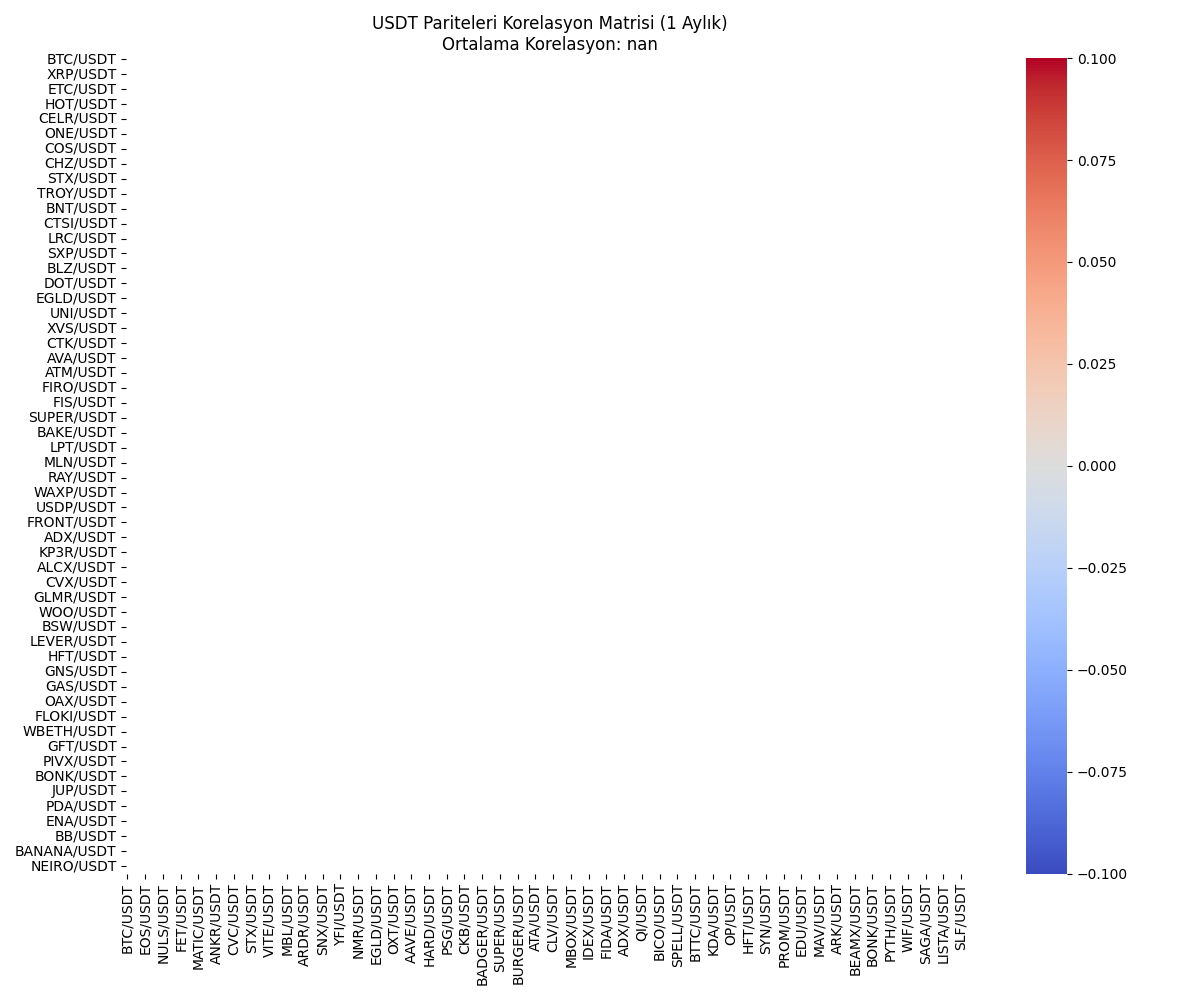 USDT Pariteleri Korelasyon Matrisi (1 Aylık)
Ortalama Korelasyon: nan
BTC/USDT
XRP/USDT
ETC/USDT
HOT/USDT
CELR/USDT
ONE/USDT
COS/USDT
CHZ/USDT
STX/USDT
TROY/USDT
BNT/USDT
CTSI/USDT
LRC/USDT
SXP/USDT
BLZ/USDT
DOT/USDT
EGLD/USDT
UNI/USDT
XVS/USDT
CTK/USDT
AVA/USDT
ATM/USDT
FIRO/USDT
FIS/USDT
SUPER/USDT
BAKE/USDT
LPT/USDT
MLN/USDT
RAY/USDT
WAXP/USDT
USDP/USDT
FRONT/USDT
ADX/USDT
KP3R/USDT
ALCX/USDT
CVX/USDT
GLMR/USDT
WOO/USDT
BSW/USDT
LEVER/USDT
HFT/USDT
GNS/USDT
GAS/USDT
OAX/USDT
FLOKI/USDT
WBETH/USDT
GFT/USDT
PIVX/USDT
BONK/USDT
JUP/USDT
PDA/USDT
ENA/USDT
BB/USDT
BANANA/USDT
NEIRO/USDT
BTC/USDT
EOS/USDT
NULS/USDT
FET/USDT
MATIC/USDT
ANKR/USDT
CVC/USDT
STX/USDT
VITE/USDT
MBL/USDT
ARDR/USDT
SNX/USDT
YFI/USDT
NMR/USDT
EGLD/USDT
OXT/USDT
AAVE/USDT
HARD/USDT
PSG/USDT
CKB/USDT
BADGER/USDT
SUPER/USDT
BURGER/USDT
ATA/USDT
CLV/USDT
MBOX/USDT
IDEX/USDT
FIDA/USDT
ADX/USDT
QI/USDT
BICO/USDT
SPELL/USDT
BTTC/USDT
KDA/USDT
OP/USDT
HFT/USDT
SYN/USDT
PROM/USDT
EDU/USDT
MAV/USDT
ARK/USDT
BEAMX/USDT
BONK/USDT
PYTH/USDT
WIF/USDT
SAGA/USDT
LISTA/USDT
SLF/USDT
0.100
0.075
0.050
0.025
0.000
−0.025
−0.050
−0.075
−0.100